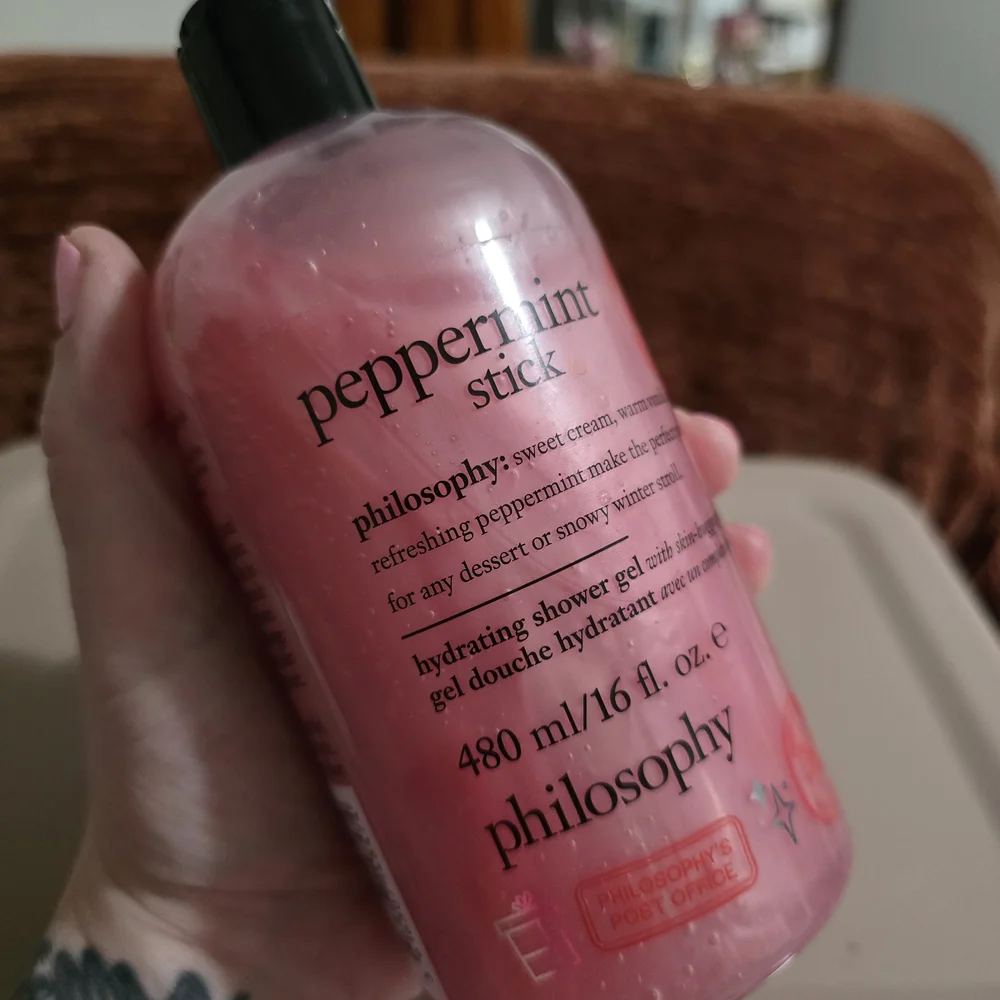 peppermint
stick
philosophy: sweet cream, warm
refreshing peppermint make the
for any dessert or snowy winter stroll.
hydrating shower gel with
gel douche hydratant avec un
480 ml/16 fl. oz. e
philosophy
PHILOSOPHY'S
POST OFFICE